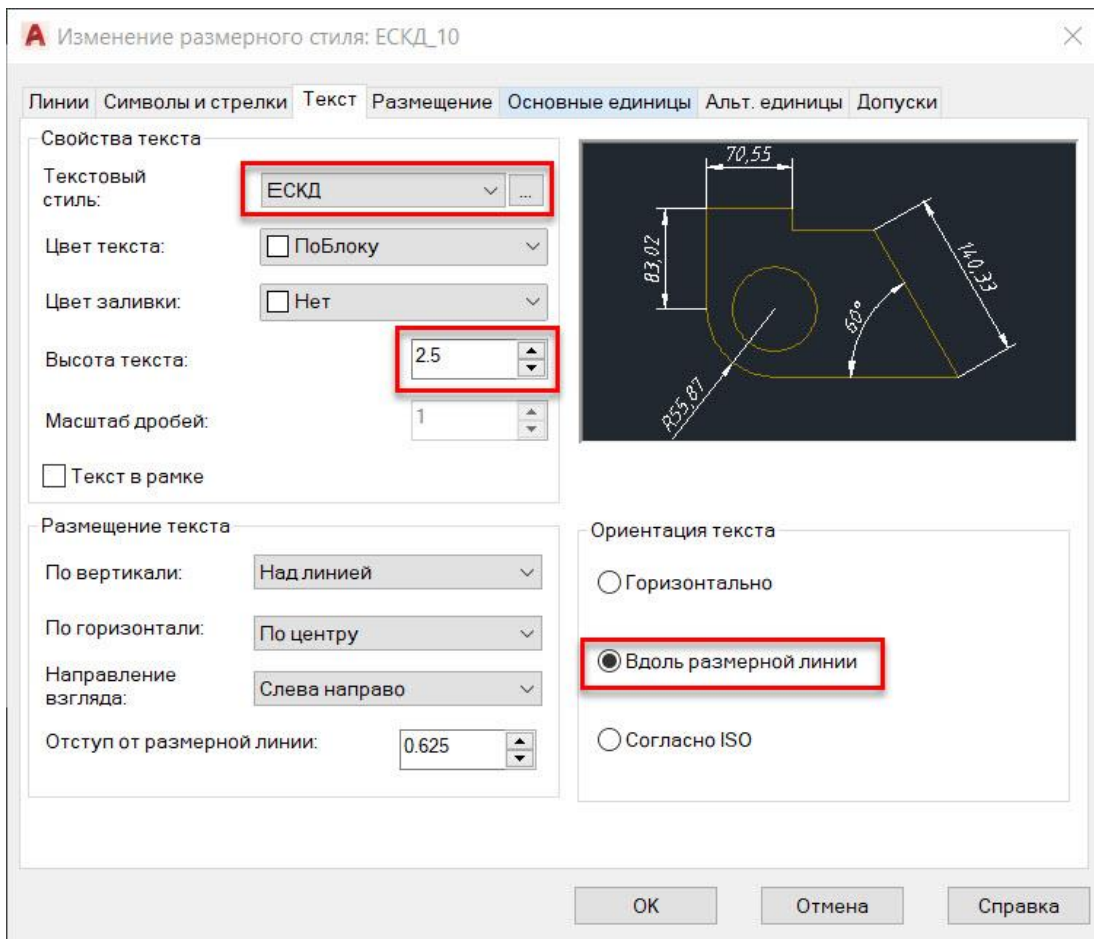 Изменение размерного стиля: ЕСКД_10
Линии Символы и стрелки Текст Размещение Основные единицы Альт. единицы Допуски
Свойства текста
Текстовый
стиль:
ЕСКД
...
Цвет текста:
ПоБлоку
Цвет заливки:
Нет
Высота текста:
2.5
Масштаб дробей:
1
Текст в рамке
70,55
83,02
140,33
60°
R55,87
Размещение текста
По вертикали:
Над линией
По горизонтали:
По центру
Направление
взгляда:
Слева направо
Отступ от размерной линии:
0.625
Ориентация текста
Горизонтально
Вдоль размерной линии
Согласно ISO
OK
Отмена
Справка